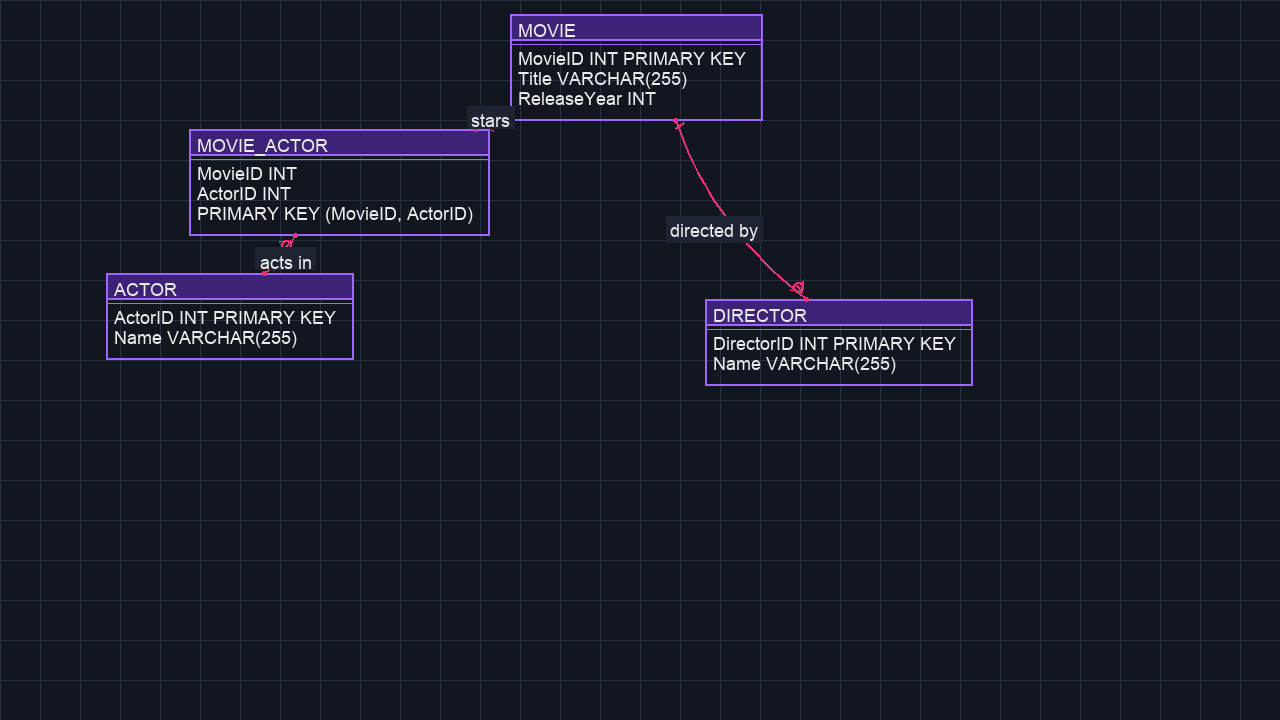 MOVIE
MovieID INT PRIMARY KEY
Title VARCHAR(255)
ReleaseYear INT
stars
MOVIE_ACTOR
MovieID INT
ActorID INT
PRIMARY KEY (MovieID, ActorID)
directed by
acts in
ACTOR
ActorID INT PRIMARY KEY
Name VARCHAR(255)
DIRECTOR
DirectorID INT PRIMARY KEY
Name VARCHAR(255)